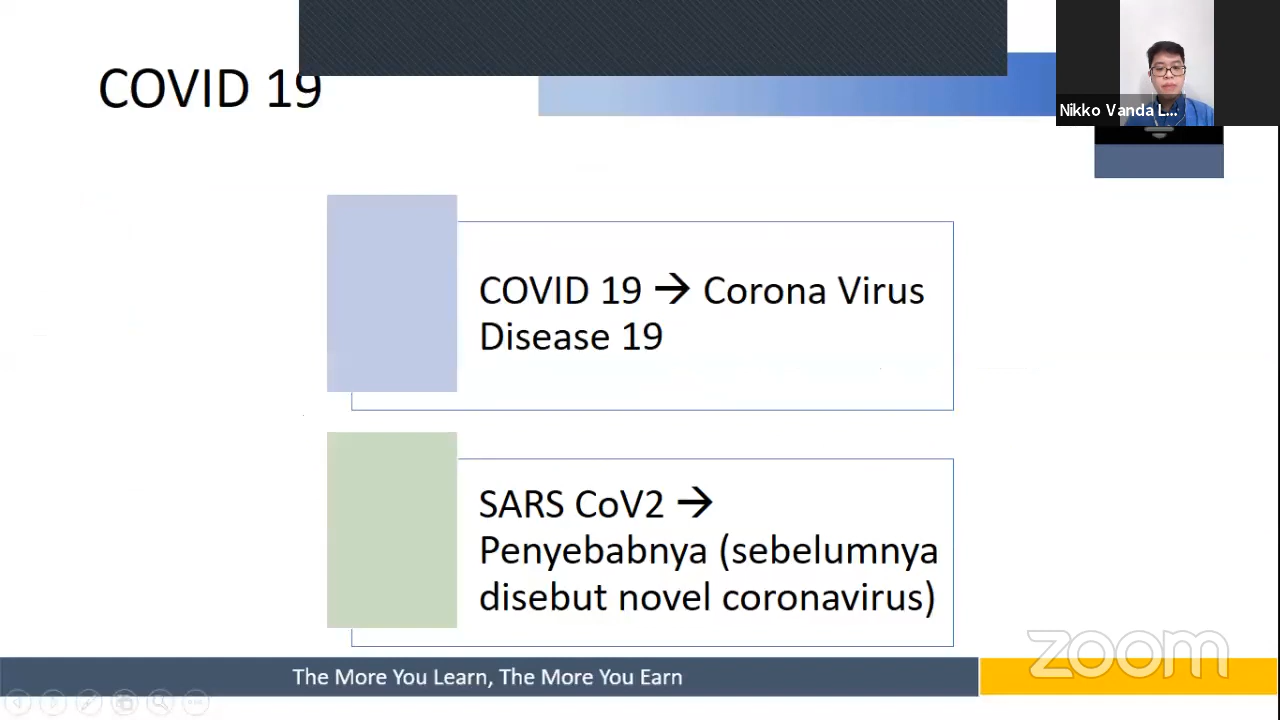 COVID 19
Nikko Vanda L...
COVID 19 → Corona Virus
Disease 19
SARS CoV2 →
Penyebabnya (sebelumnya
disebut novel coronavirus)
zoom
The More You Learn, The More You Earn